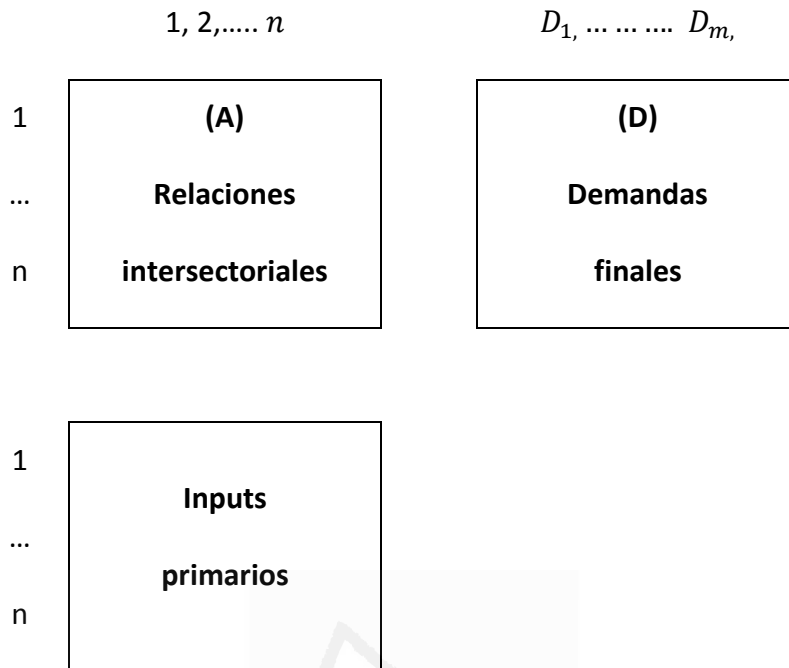 1, 2,..... n
D₁, ... ... .... Dₘ,
1
(A)
(D)
...
Relaciones
Demandas
n
intersectoriales
finales
1
Inputs
...
primarios
n